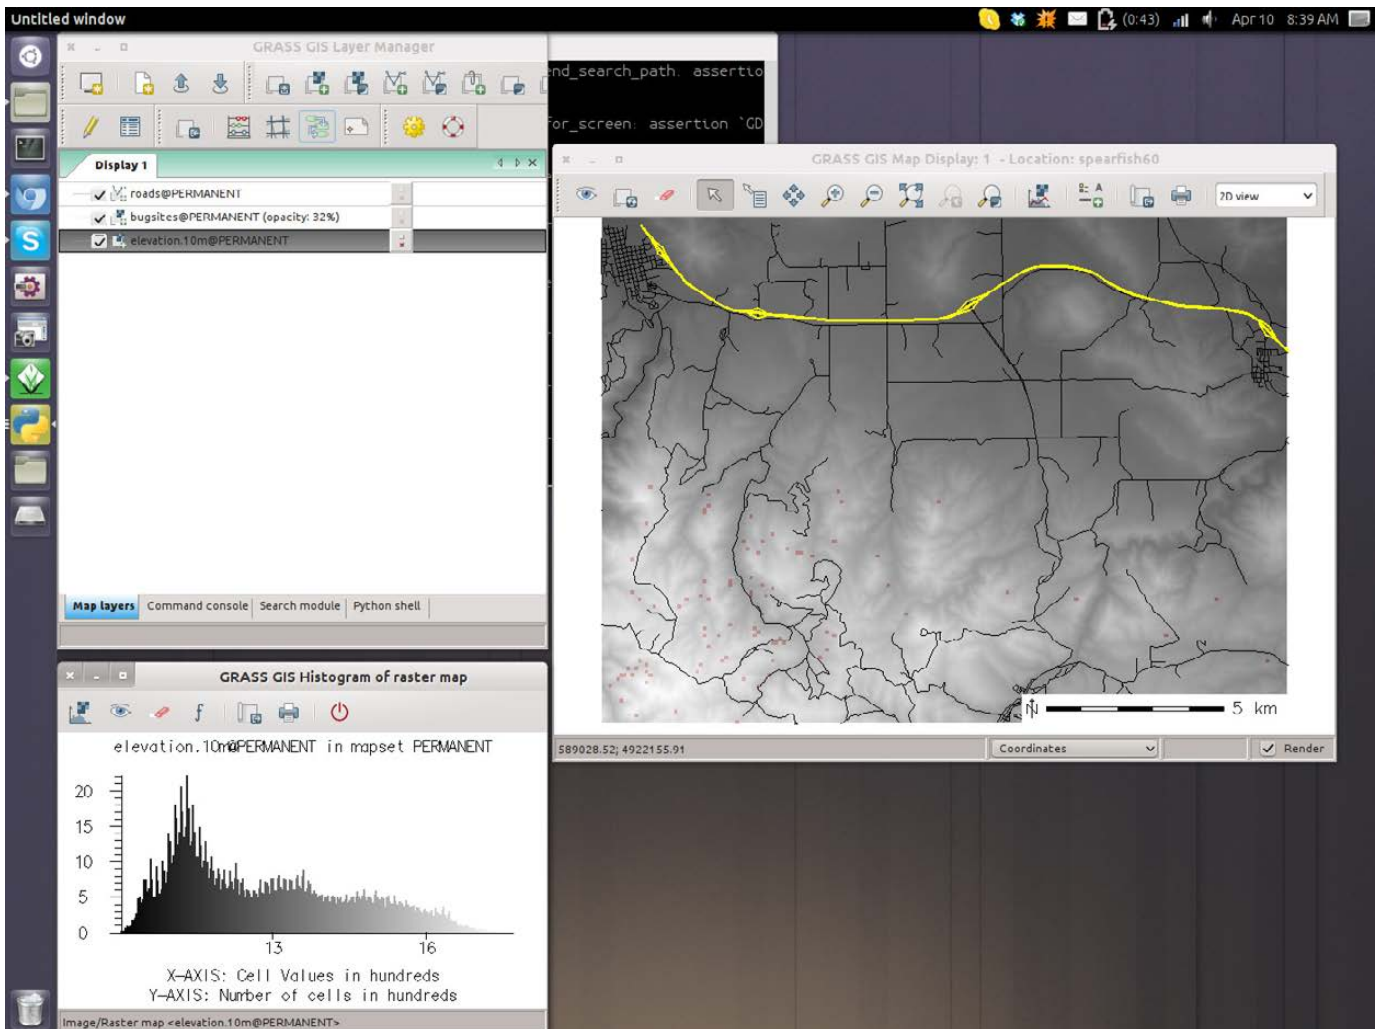 Untitled window
(0:43)
Apr 10 8:39 AM
GRASS GIS Layer Manager
end_search_path: assertio
for_screen: assertion `GD
Display 1
roads@PERMANENT
bugsites@PERMANENT (opacity: 32%)
elevation.10m@PERMANENT
Map layers
Command console
Search module
Python shell
GRASS GIS Map Display: 1 - Location: spearfish60
2D view
N
5 km
589028.52; 4922155.91
Coordinates
Render
GRASS GIS Histogram of raster map
elevation.10m@PERMANENT in mapset PERMANENT
20
15
10
5
0
13
16
X-AXIS: Cell Values in hundreds
Y-AXIS: Number of cells in hundreds
Image/Raster map <elevation.10m@PERMANENT>